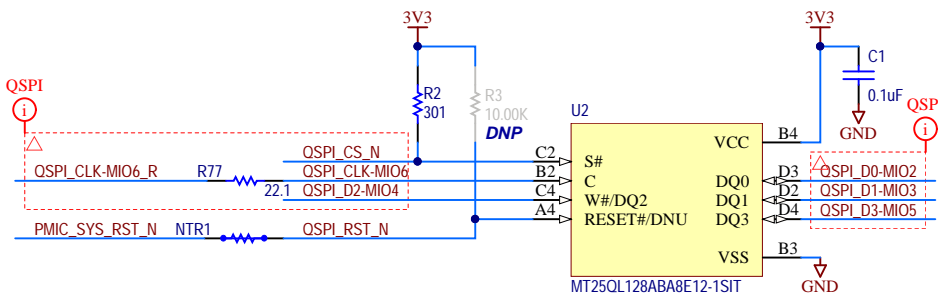 3V3
3V3
QSPI
R2
301
R3
10.00K
DNP
C1
0.1uF
GND
QSP
U2
QSPI_CS_N
C2
S#
VCC
B4
QSPI_CLK-MIO6_R
R77
22.1
QSPI_CLK-MIO6
B2
C
DQ0
D3
QSPI_D0-MIO2
QSPI_D2-MIO4
C4
W#/DQ2
DQ1
D2
QSPI_D1-MIO3
PMIC_SYS_RST_N
NTR1
QSPI_RST_N
A4
RESET#/DNU
DQ3
D4
QSPI_D3-MIO5
VSS
B3
GND
MT25QL128ABA8E12-1SIT